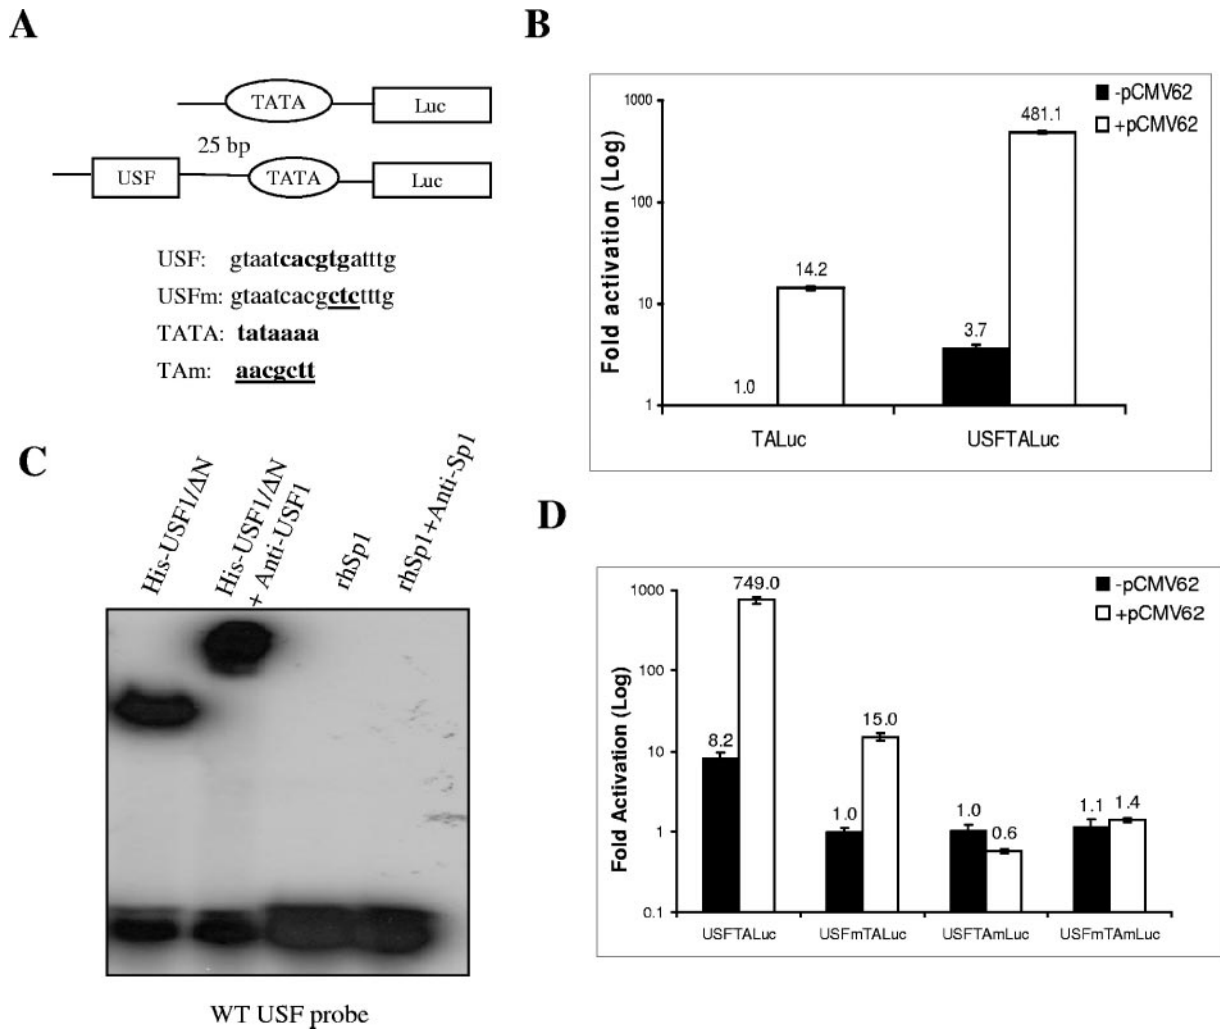 A
TATA
Luc
25 bp
USF
TATA
Luc
USF: gtaatcacgtgatttg
USFm: gtaatcacgctctttg
TATA: tataaaa
TAm: aacgctt
B
-pCMV62
+pCMV62
Fold activation (Log)
1000
100
10
1
1.0
14.2
3.7
481.1
TALuc
USFTALuc
C
His-USF1/ΔN
His-USF1/ΔN
+ Anti-USF1
rhSp1
rhSp1+Anti-Sp1
WT USF probe
D
-pCMV62
+pCMV62
Fold Activation (Log)
1000
100
10
1
0.1
8.2
749.0
1.0
15.0
1.0
0.6
1.1
1.4
USFTALuc
USFmTALuc
USFTAmLuc
USFmTAmLuc